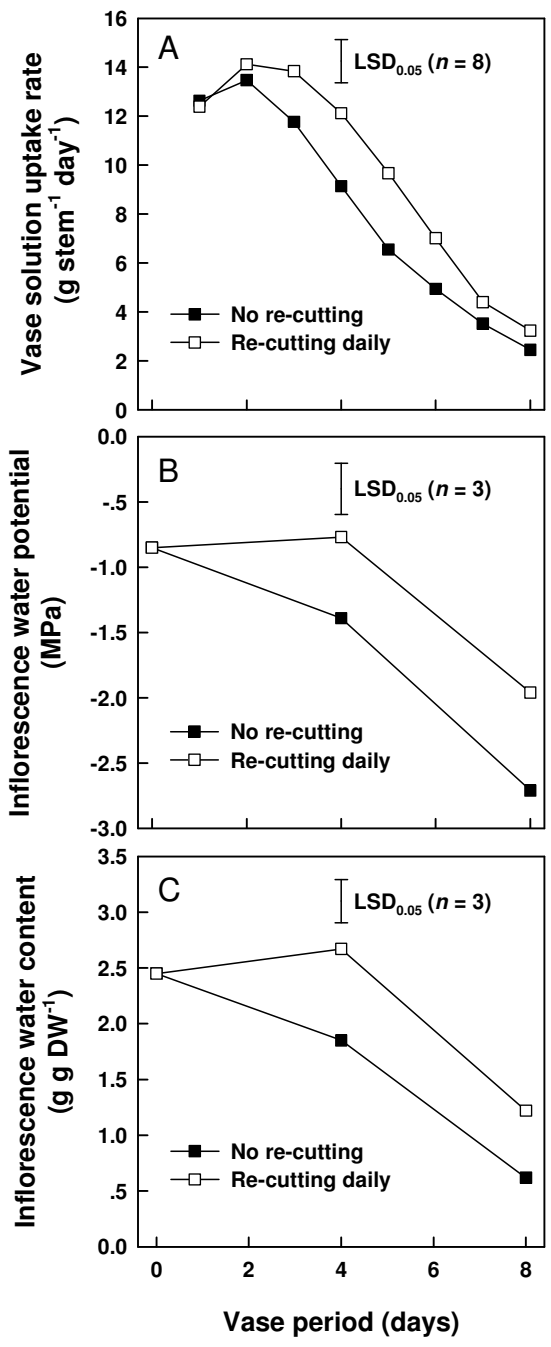 A
LSD0.05 (n = 8)
Vase solution uptake rate
(g stem-1 day-1)
16
14
12
10
8
6
4
2
0
No re-cutting
Re-cutting daily
B
LSD0.05 (n = 3)
Inflorescence water potential
(MPa)
0.0
-.5
-1.0
-1.5
-2.0
-2.5
-3.0
No re-cutting
Re-cutting daily
C
LSD0.05 (n = 3)
Inflorescence water content
(g g DW-1)
3.5
3.0
2.5
2.0
1.5
1.0
.5
0.0
No re-cutting
Re-cutting daily
0 2 4 6 8
Vase period (days)